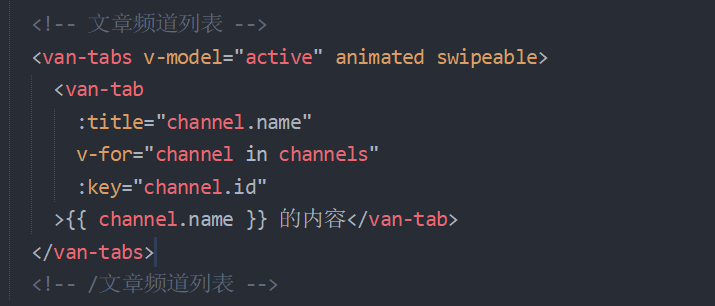 <!-- 文章频道列表 -->
<van-tabs v-model="active" animated swipeable>
  <van-tab
    :title="channel.name"
    v-for="channel in channels"
    :key="channel.id"
  >{{ channel.name }} 的内容</van-tab>
</van-tabs>
<!-- /文章频道列表 -->